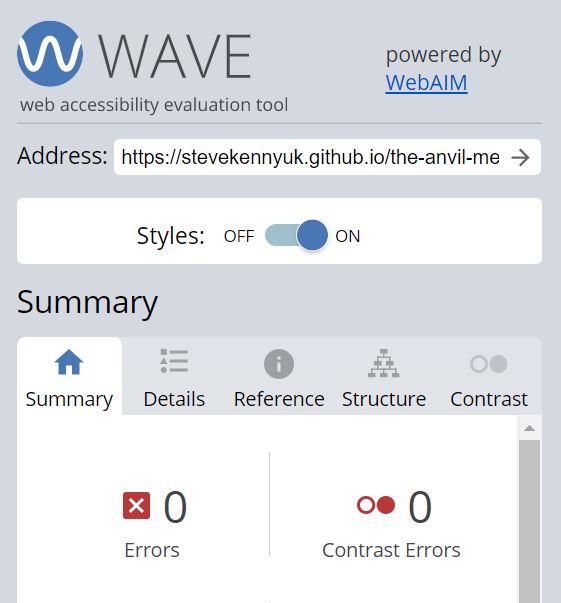 WAVE
powered by
WebAIM
web accessibility evaluation tool
Address: https://stevekennyuk.github.io/the-anvil-me
Styles: OFF ON
Summary
Summary Details Reference Structure Contrast
0 0
Errors Contrast Errors